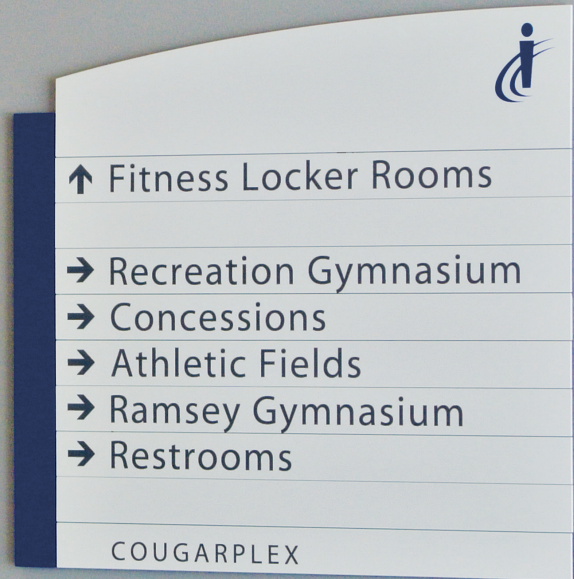 ↑ Fitness Locker Rooms
→ Recreation Gymnasium
→ Concessions
→ Athletic Fields
→ Ramsey Gymnasium
→ Restrooms
COUGARPLEX